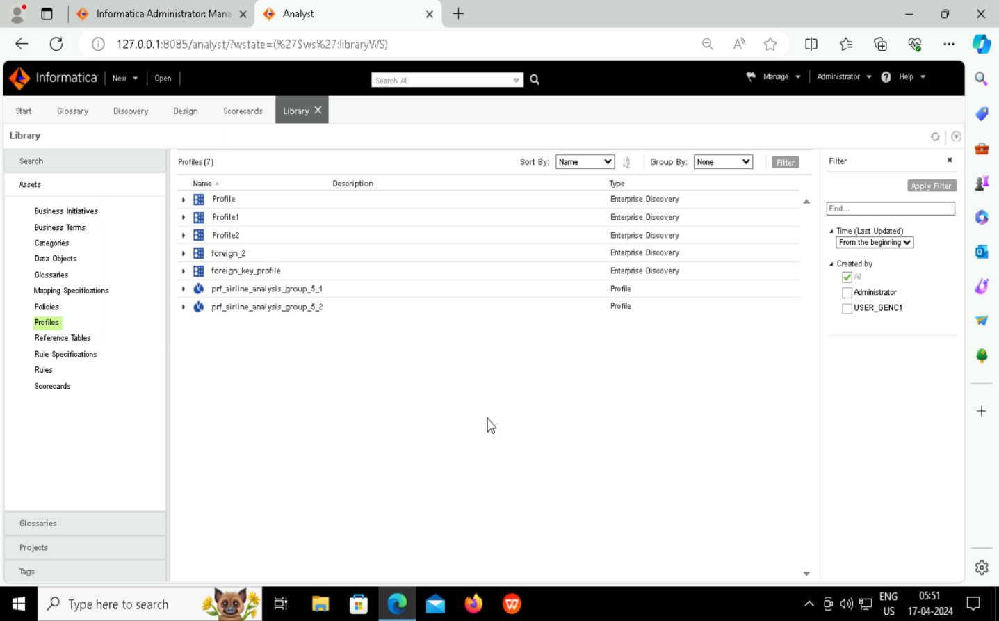 Informatica Administrator: Mana
Analyst
127.0.0.1:8085/analyst/?wstate=(%27$ws%27:libraryWS)
Informatica New Open Search All Manage Administrator ? Help
Start Glossary Discovery Design Scorecards Library
Library
Search
Assets
Business Initiatives
Business Terms
Categories
Data Objects
Glossaries
Mapping Specifications
Policies
Profiles
Reference Tables
Rule Specifications
Rules
Scorecards
Glossaries
Projects
Tags
Profiles (7) Sort By: Name Group By: None Filter
Name Description Type
Profile Enterprise Discovery
Profile1 Enterprise Discovery
Profile2 Enterprise Discovery
foreign_2 Enterprise Discovery
foreign_key_profile Enterprise Discovery
prf_airline_analysis_group_5_1 Profile
prf_airline_analysis_group_5_2 Profile
Filter
Apply Filter
Find...
Time (Last Updated)
From the beginning
Created by
All
Administrator
USER_GENC1
Type here to search
ENG
US
05:51
17-04-2024